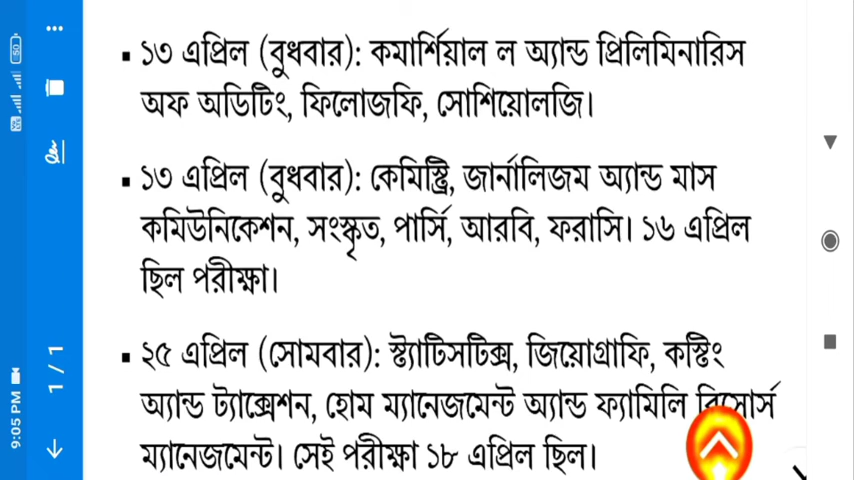 ১৩ এপ্রিল (বুধবার): কমার্শিয়াল ল অ্যান্ড প্রিলিমিনারিস
অফ অডিটিং, ফিলোজফি, সোশিয়োলজি।
১৩ এপ্রিল (বুধবার): কেমিস্ট্রি, জার্নালিজম অ্যান্ড মাস
কমিউনিকেশন, সংস্কৃত, পার্সি, আরবি, ফরাসি। ১৬ এপ্রিল
ছিল পরীক্ষা।
২৫ এপ্রিল (সোমবার): স্ট্যাটিসটিক্স, জিয়োগ্রাফি, কস্টিং
অ্যান্ড ট্যাক্সেশন, হোম ম্যানেজমেন্ট অ্যান্ড ফ্যামিলি রিসোর্স
ম্যানেজমেন্ট। সেই পরীক্ষা ১৮ এপ্রিল ছিল।
1 / 1
9:05 PM
50